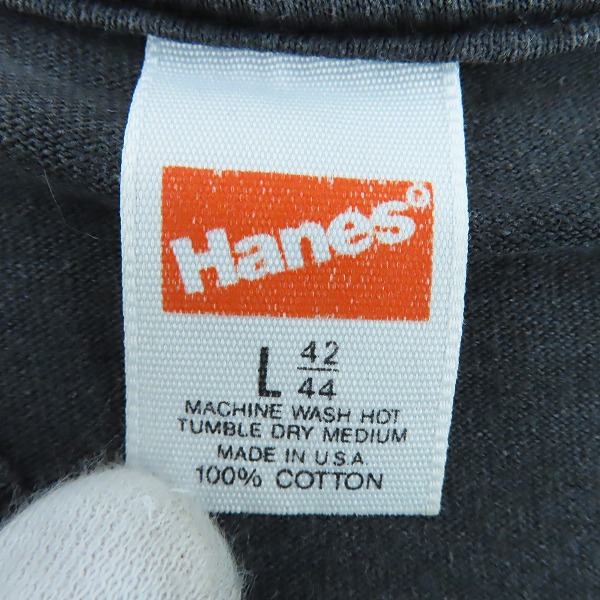 Hanes®
L 42/44
MACHINE WASH HOT
TUMBLE DRY MEDIUM
MADE IN U.S.A.
100% COTTON